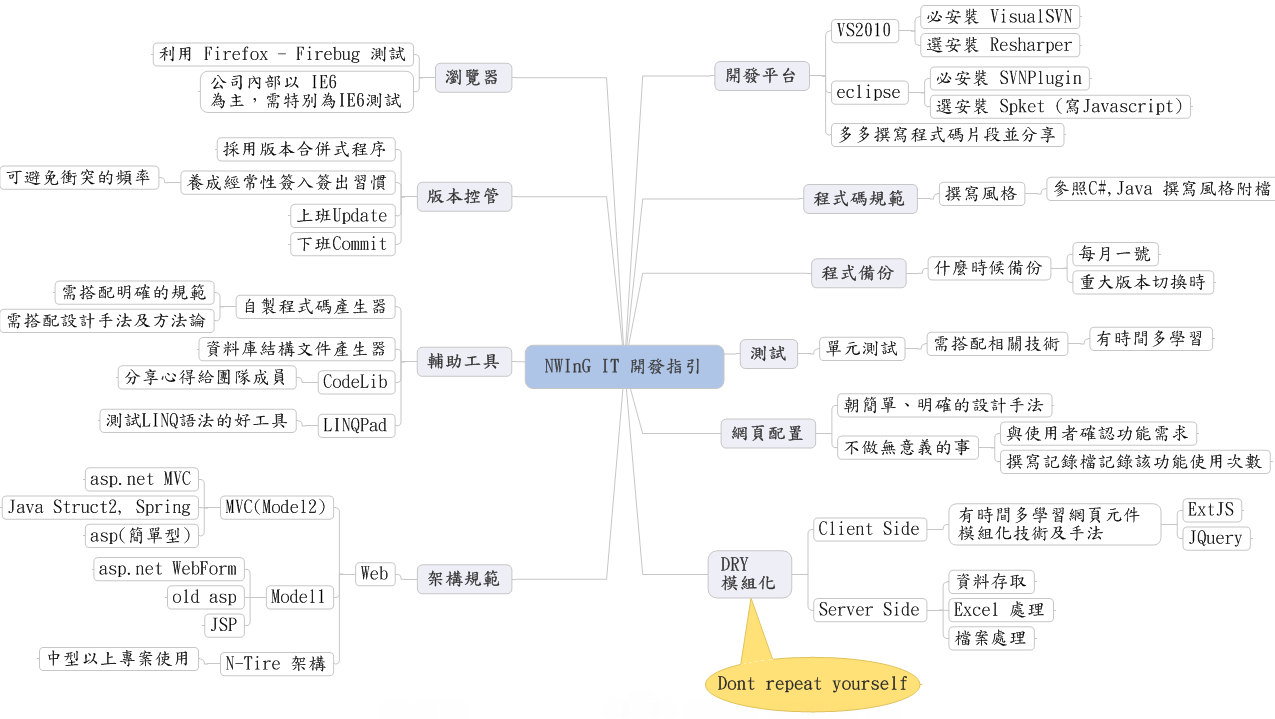 NWInG IT 開發指引
開發平台
VS2010
必安裝 VisualSVN
選安裝 Resharper
eclipse
必安裝 SVNPlugin
選安裝 Spket (寫Javascript)
多多撰寫程式碼片段並分享
程式碼規範
撰寫風格
參照C#,Java 撰寫風格附檔
程式備份
什麼時候備份
每月一號
重大版本切換時
測試
單元測試
需搭配相關技術
有時間多學習
網頁配置
朝簡單、明確的設計手法
不做無意義的事
與使用者確認功能需求
撰寫記錄檔記錄該功能使用次數
DRY
模組化
Client Side
有時間多學習網頁元件
模組化技術及手法
ExtJS
JQuery
Server Side
資料存取
Excel 處理
檔案處理
Dont repeat yourself
瀏覽器
利用 Firefox - Firebug 測試
公司內部以 IE6
為主，需特別為IE6測試
版本控管
採用版本合併式程序
養成經常性簽入簽出習慣
可避免衝突的頻率
上班Update
下班Commit
輔助工具
自製程式碼產生器
需搭配明確的規範
需搭配設計手法及方法論
資料庫結構文件產生器
CodeLib
分享心得給團隊成員
LINQPad
測試LINQ語法的好工具
架構規範
Web
MVC(Model2)
asp.net MVC
Java Struct2, Spring
asp(簡單型)
Model1
asp.net WebForm
old asp
JSP
N-Tire 架構
中型以上專案使用